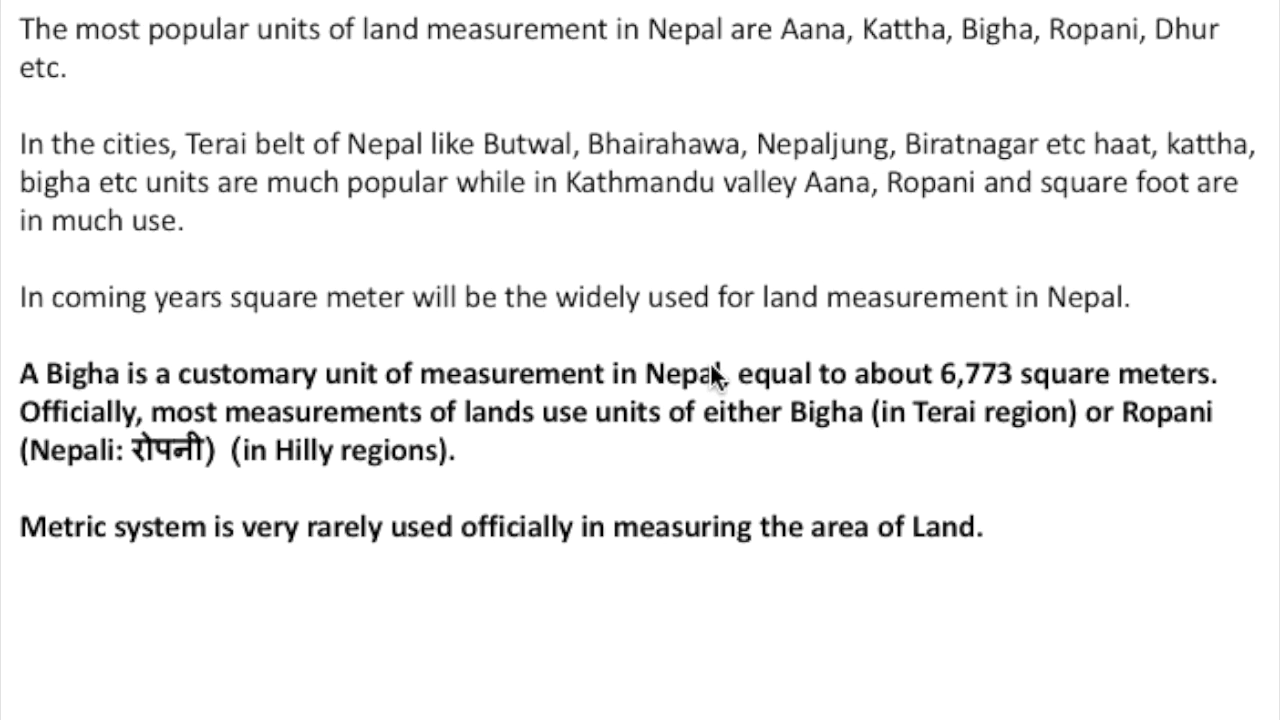 The most popular units of land measurement in Nepal are Aana, Kattha, Bigha, Ropani, Dhur
etc.
In the cities, Terai belt of Nepal like Butwal, Bhairahawa, Nepaljung, Biratnagar etc haat, kattha,
bigha etc units are much popular while in Kathmandu valley Aana, Ropani and square foot are
in much use.
In coming years square meter will be the widely used for land measurement in Nepal.
A Bigha is a customary unit of measurement in Nepal, equal to about 6,773 square meters.
Officially, most measurements of lands use units of either Bigha (in Terai region) or Ropani
(Nepali: रोपनी) (in Hilly regions).
Metric system is very rarely used officially in measuring the area of Land.